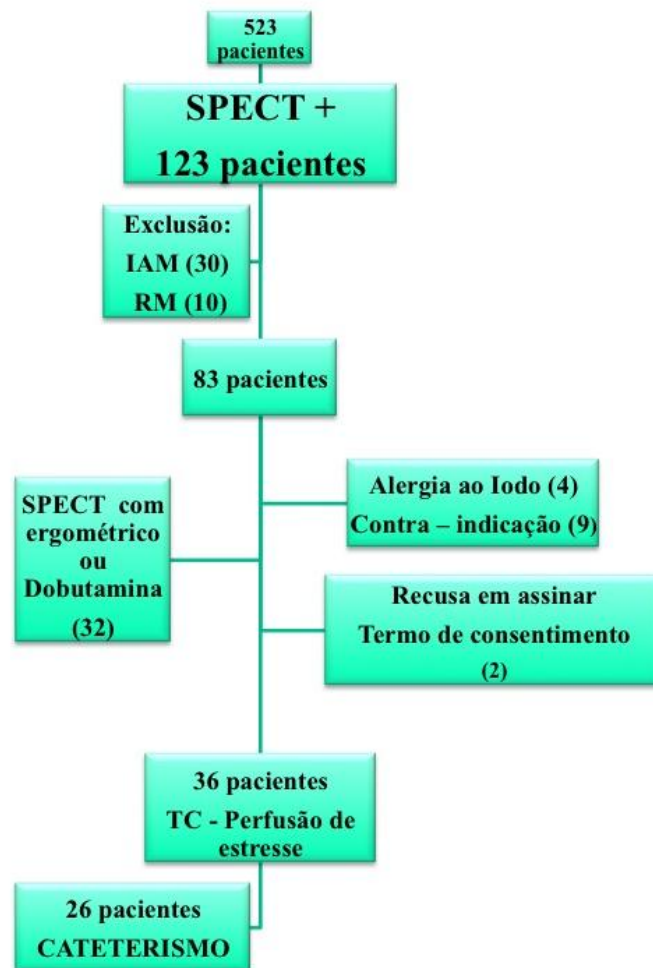 523
pacientes
SPECT +
123 pacientes
Exclusão:
IAM (30)
RM (10)
83 pacientes
SPECT com
ergométrico
ou
Dobutamina
(32)
Alergia ao Iodo (4)
Contra – indicação (9)
Recusa em assinar
Termo de consentimento
(2)
36 pacientes
TC - Perfusão de
estresse
26 pacientes
CATETERISMO